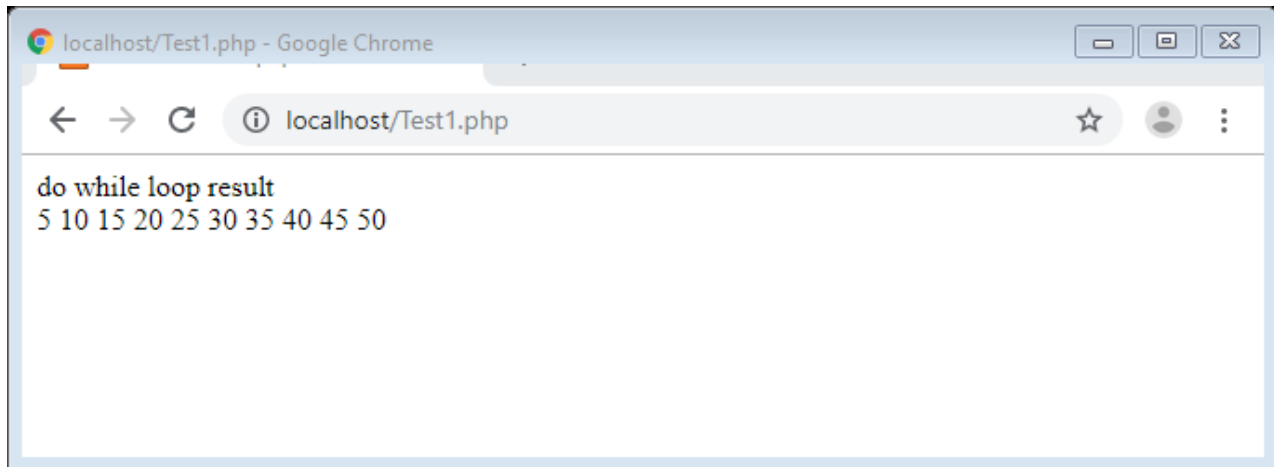 localhost/Test1.php - Google Chrome
localhost/Test1.php
do while loop result
5 10 15 20 25 30 35 40 45 50